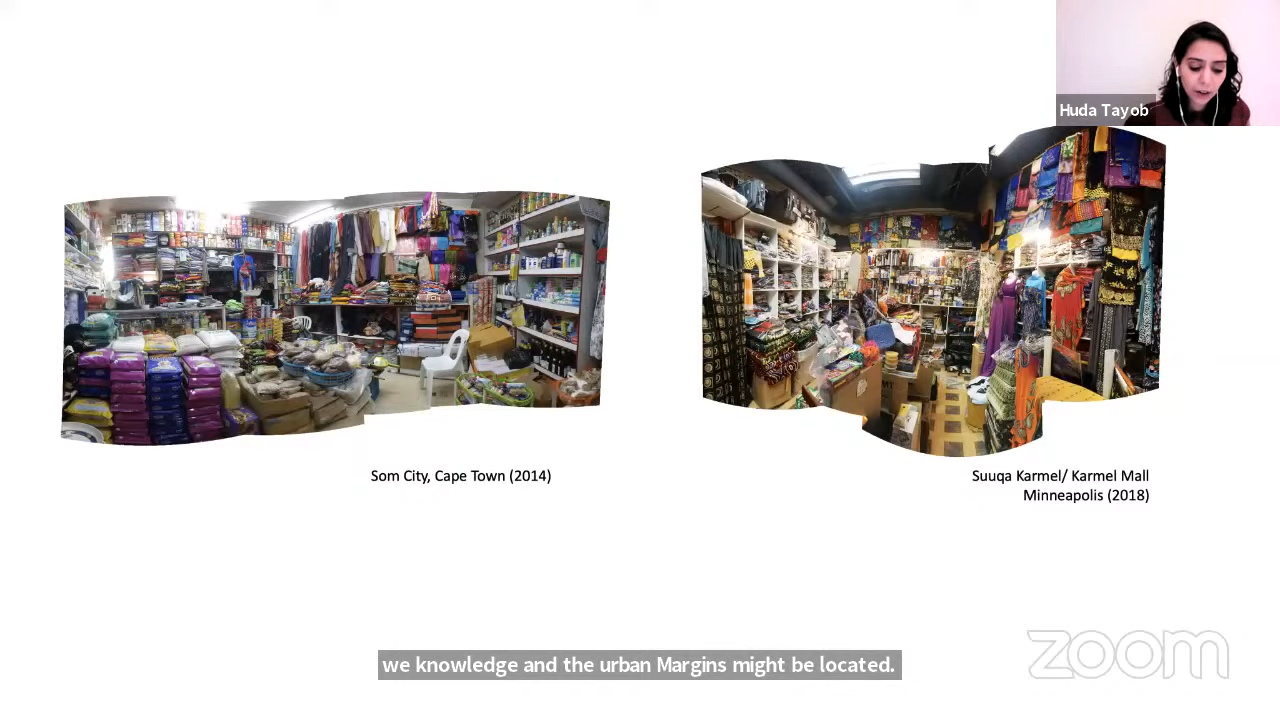 Huda Tayob
Som City, Cape Town (2014)
Suuqa Karmel/ Karmel Mall
Minneapolis (2018)
we knowledge and the urban Margins might be located.
zoom